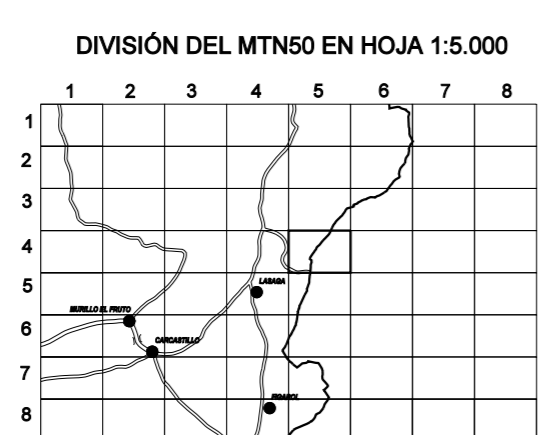 DIVISIÓN DEL MTN50 EN HOJA 1:5.000
1 2 3 4 5 6 7 8
1
2
3
4
5
LASAGA
MURILLO EL FRUTO
6
CARCASTILLO
7
FIGAROL
8